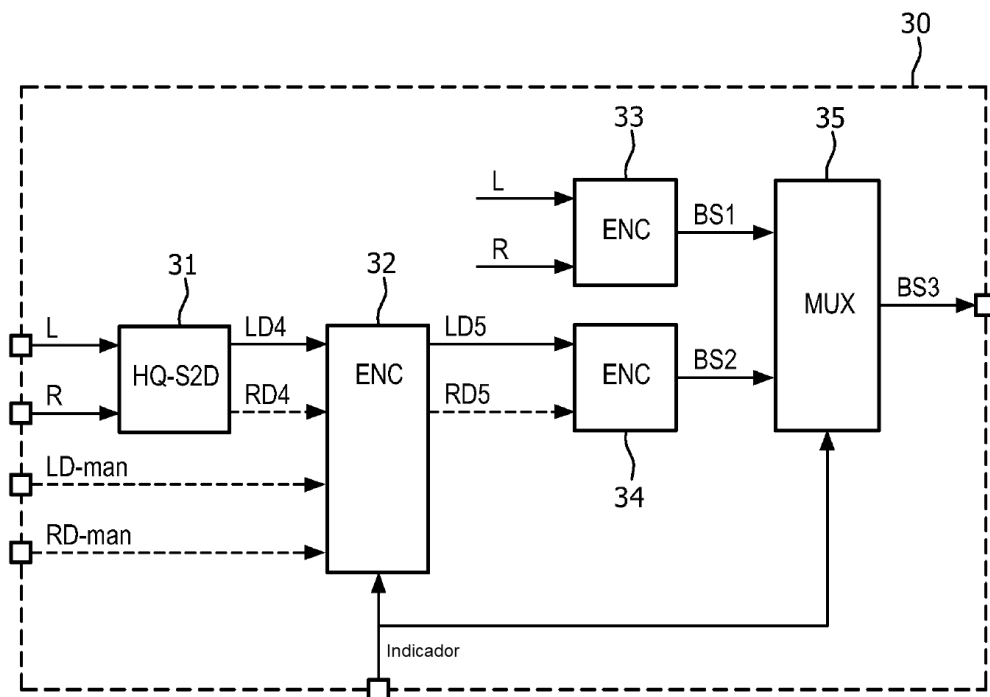 30
33
35
L
ENC
BS1
R
MUX
BS3
31
32
L
LD4
LD5
HQ-S2D
ENC
ENC
BS2
R
RD4
RD5
LD-man
34
RD-man
Indicador